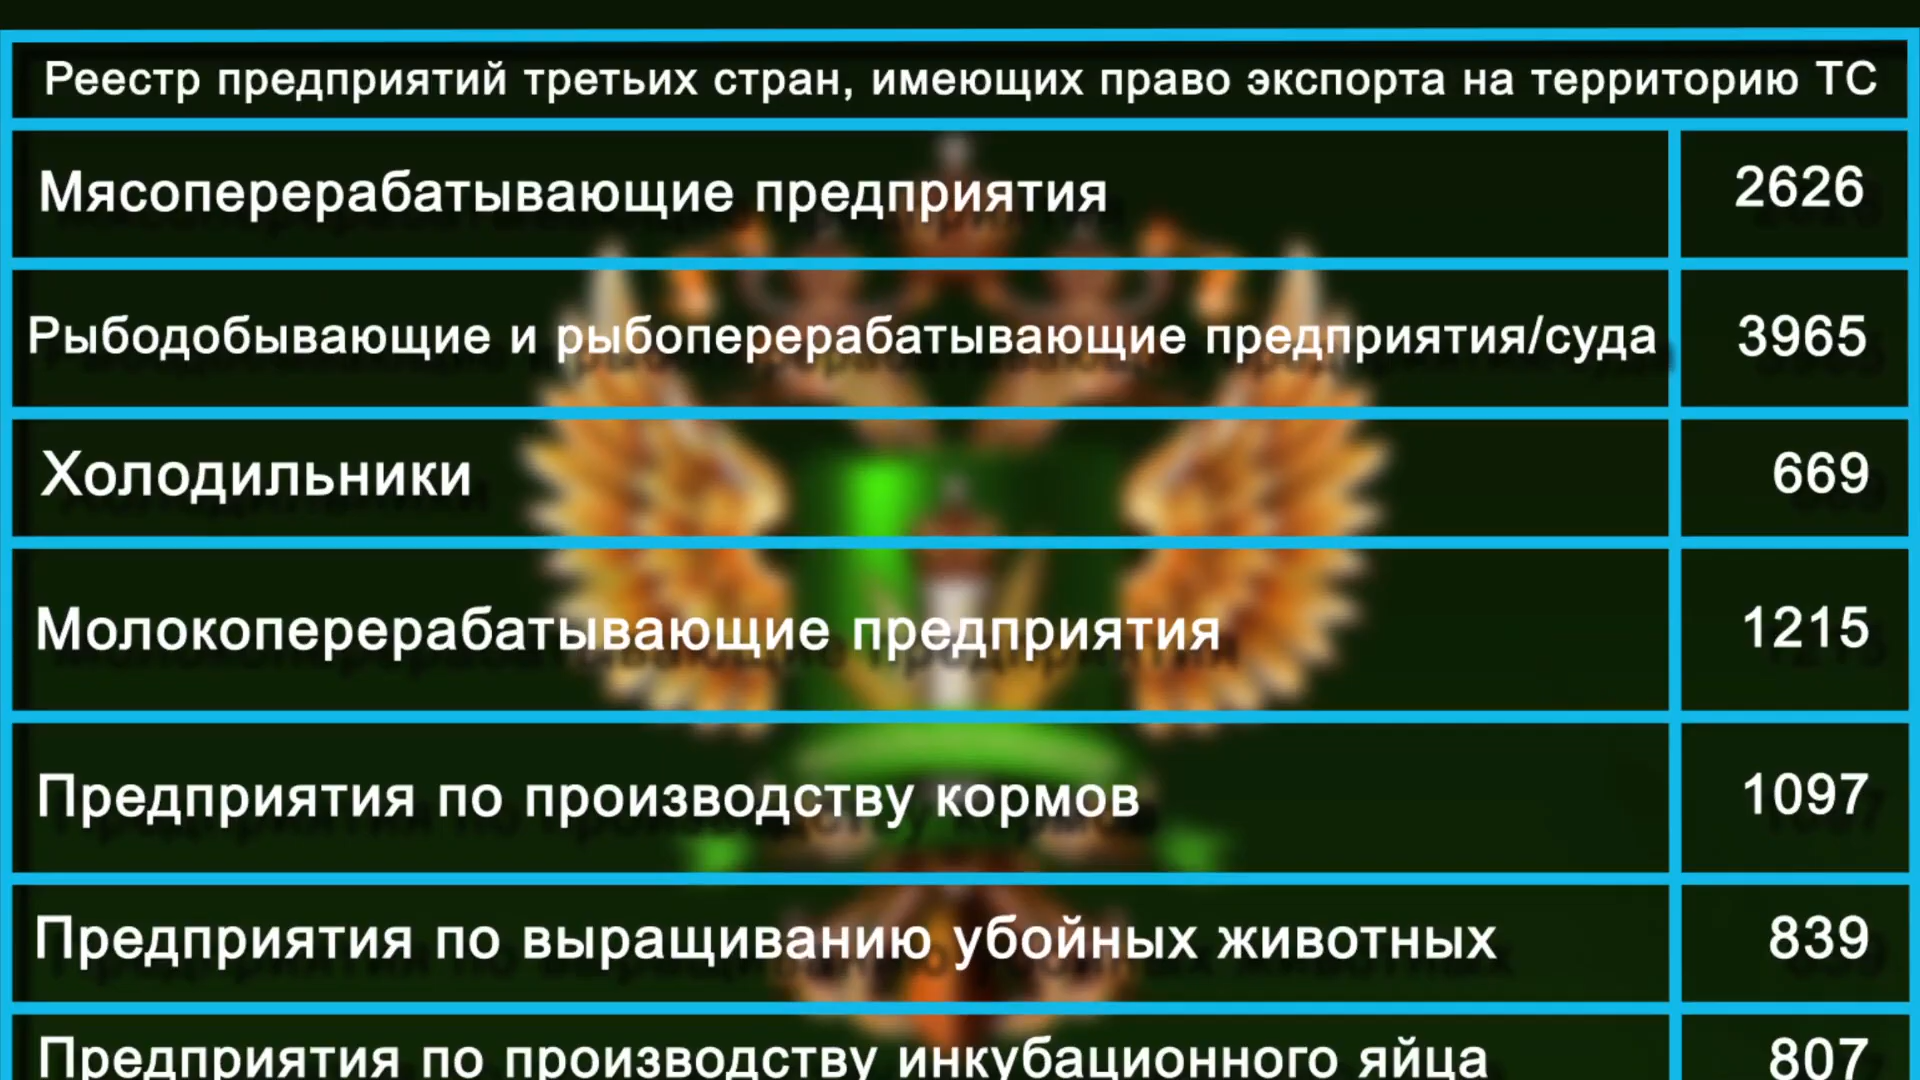 Реестр предприятий третьих стран, имеющих право экспорта на территорию ТС
Мясоперерабатывающие предприятия 2626
Рыбодобывающие и рыбоперерабатывающие предприятия/суда 3965
Холодильники 669
Молокоперерабатывающие предприятия 1215
Предприятия по производству кормов 1097
Предприятия по выращиванию убойных животных 839
Предприятия по производству инкубационного яйца 807